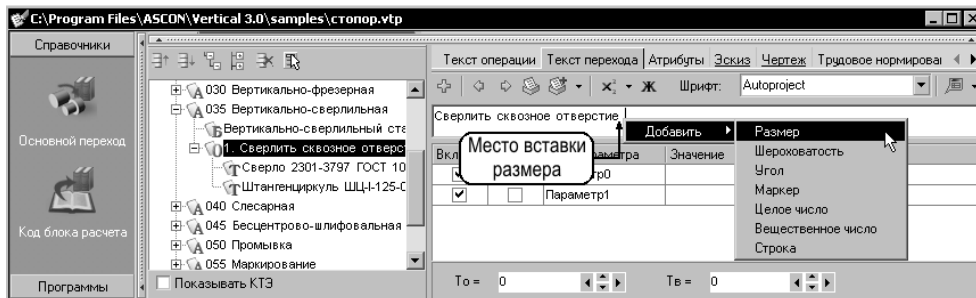 C:\Program Files\ASCON\Vertical 3.0\samples\стопор.vtp
Справочники
Основной переход
Код блока расчета
Программы
030 Вертикально-фрезерная
035 Вертикально-сверлильная
Вертикально-сверлильный ста
1. Сверлить сквозное отверст
Сверло 2301-3797 ГОСТ 10
Штангенциркуль ШЦ-I-125-0
040 Слесарная
045 Бесцентрово-шлифовальная
050 Промывка
055 Маркирование
Показывать КТЭ
Текст операции Текст перехода Атрибуты Эскиз Чертеж Трудовое нормировaн
Ж Шрифт: Autoproject
Сверлить сквозное отверстие
Место вставки
размера
Добавить
Размер
Шероховатость
Угол
Маркер
Целое число
Вещественное число
Строка
Вкл Значение
Параметр1
То = 0 Тв = 0